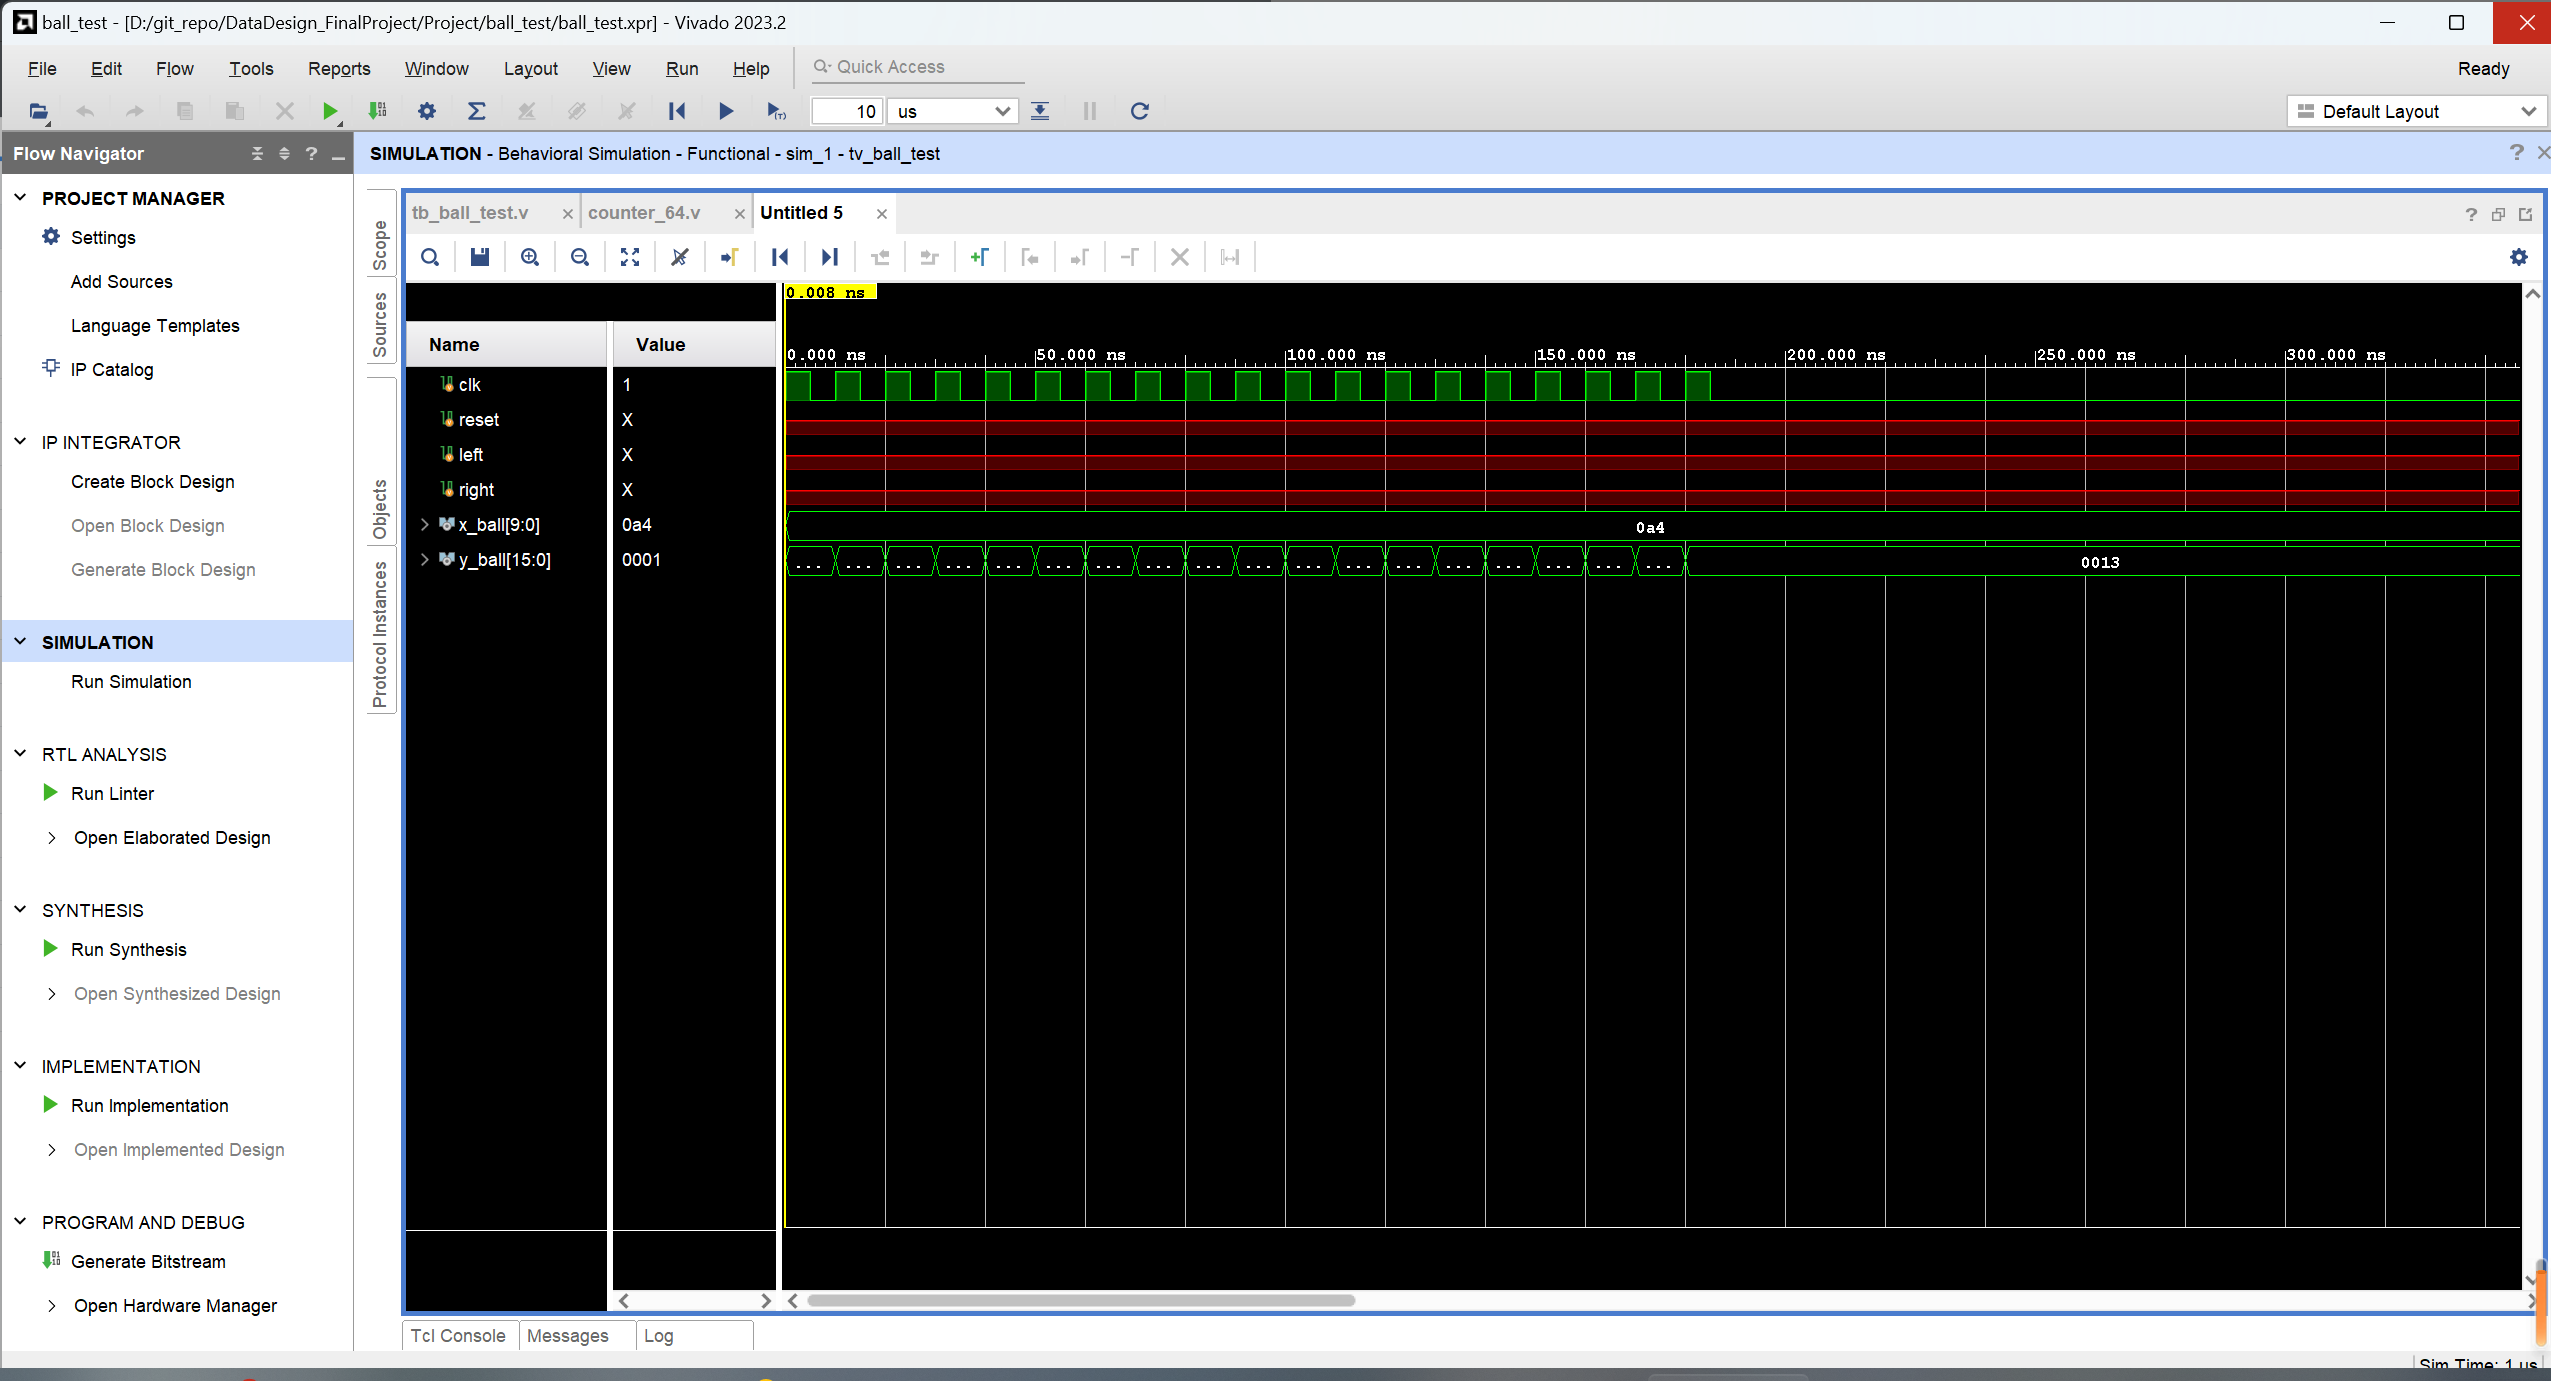 ball_test - [D:/git_repo/DataDesign_FinalProject/Project/ball_test/ball_test.xpr] - Vivado 2023.2
File Edit Flow Tools Reports Window Layout View Run Help Quick Access Ready
10 us Default Layout
Flow Navigator
SIMULATION - Behavioral Simulation - Functional - sim_1 - tv_ball_test
PROJECT MANAGER
Settings
Add Sources
Language Templates
IP Catalog
IP INTEGRATOR
Create Block Design
Open Block Design
Generate Block Design
SIMULATION
Run Simulation
RTL ANALYSIS
Run Linter
Open Elaborated Design
SYNTHESIS
Run Synthesis
Open Synthesized Design
IMPLEMENTATION
Run Implementation
Open Implemented Design
PROGRAM AND DEBUG
Generate Bitstream
Open Hardware Manager
Scope
Sources
Objects
Protocol Instances
tb_ball_test.v counter_64.v Untitled 5
0.008 ns
Name Value
0.000 ns 50.000 ns 100.000 ns 150.000 ns 200.000 ns 250.000 ns 300.000 ns
clk 1
reset X
left X
right X
x_ball[9:0] 0a4 0a4
y_ball[15:0] 0001 ... ... ... ... ... ... ... ... ... ... ... ... ... ... ... ... ... ... 0013
Tcl Console Messages Log
Sim Time: 1 us